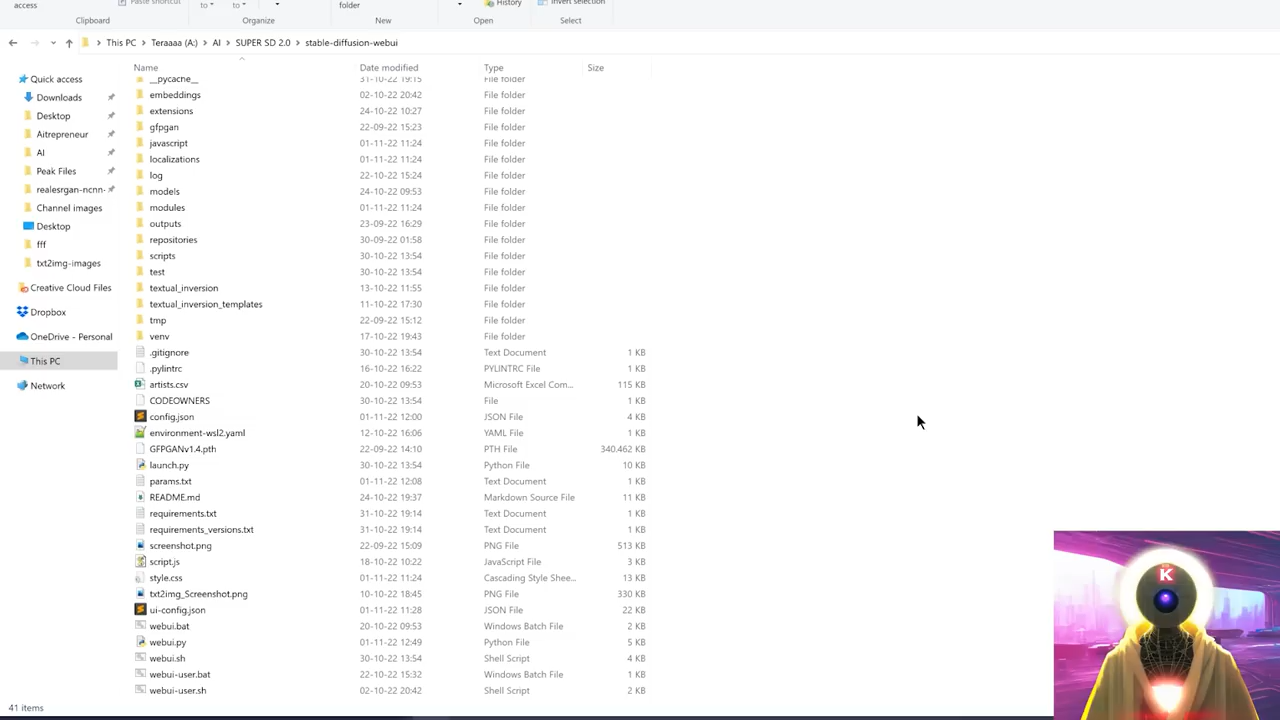 access
Paste shortcut
to
to
folder
History
Invert selection
Clipboard
Organize
New
Open
Select
This PC > Teraaaa (A:) > AI > SUPER SD 2.0 > stable-diffusion-webui
Name Date modified Type Size
Quick access
Downloads
Desktop
Aitrepreneur
AI
Peak Files
realesrgan-ncnn-
Channel images
Desktop
fff
txt2img-images
Creative Cloud Files
Dropbox
OneDrive - Personal
This PC
Network
__pycache__ 31-10-22 19:15 File folder
embeddings 02-10-22 20:42 File folder
extensions 24-10-22 10:27 File folder
gfpgan 22-09-22 15:23 File folder
javascript 01-11-22 11:24 File folder
localizations 01-11-22 11:24 File folder
log 22-10-22 15:24 File folder
models 24-10-22 09:53 File folder
modules 01-11-22 11:24 File folder
outputs 23-09-22 16:29 File folder
repositories 30-09-22 01:58 File folder
scripts 30-10-22 13:54 File folder
test 30-10-22 13:54 File folder
textual_inversion 13-10-22 11:55 File folder
textual_inversion_templates 11-10-22 17:30 File folder
tmp 22-09-22 15:12 File folder
venv 17-10-22 19:43 File folder
.gitignore 30-10-22 13:54 Text Document 1 KB
.pylintrc 16-10-22 16:22 PYLINTRC File 1 KB
artists.csv 20-10-22 09:53 Microsoft Excel Com... 115 KB
CODEOWNERS 30-10-22 13:54 File 1 KB
config.json 01-11-22 12:00 JSON File 4 KB
environment-wsl2.yaml 12-10-22 16:06 YAML File 1 KB
GFPGANv1.4.pth 22-09-22 14:10 PTH File 340.462 KB
launch.py 30-10-22 13:54 Python File 10 KB
params.txt 01-11-22 12:08 Text Document 1 KB
README.md 24-10-22 19:37 Markdown Source File 11 KB
requirements.txt 31-10-22 19:14 Text Document 1 KB
requirements_versions.txt 31-10-22 19:14 Text Document 1 KB
screenshot.png 22-09-22 15:09 PNG File 513 KB
script.js 18-10-22 10:22 JavaScript File 3 KB
style.css 01-11-22 11:24 Cascading Style Shee... 13 KB
txt2img_Screenshot.png 10-10-22 18:45 PNG File 330 KB
ui-config.json 01-11-22 11:28 JSON File 22 KB
webui.bat 20-10-22 09:53 Windows Batch File 2 KB
webui.py 01-11-22 12:49 Python File 5 KB
webui.sh 30-10-22 13:54 Shell Script 4 KB
webui-user.bat 22-10-22 15:32 Windows Batch File 1 KB
webui-user.sh 02-10-22 20:42 Shell Script 2 KB
41 items
K